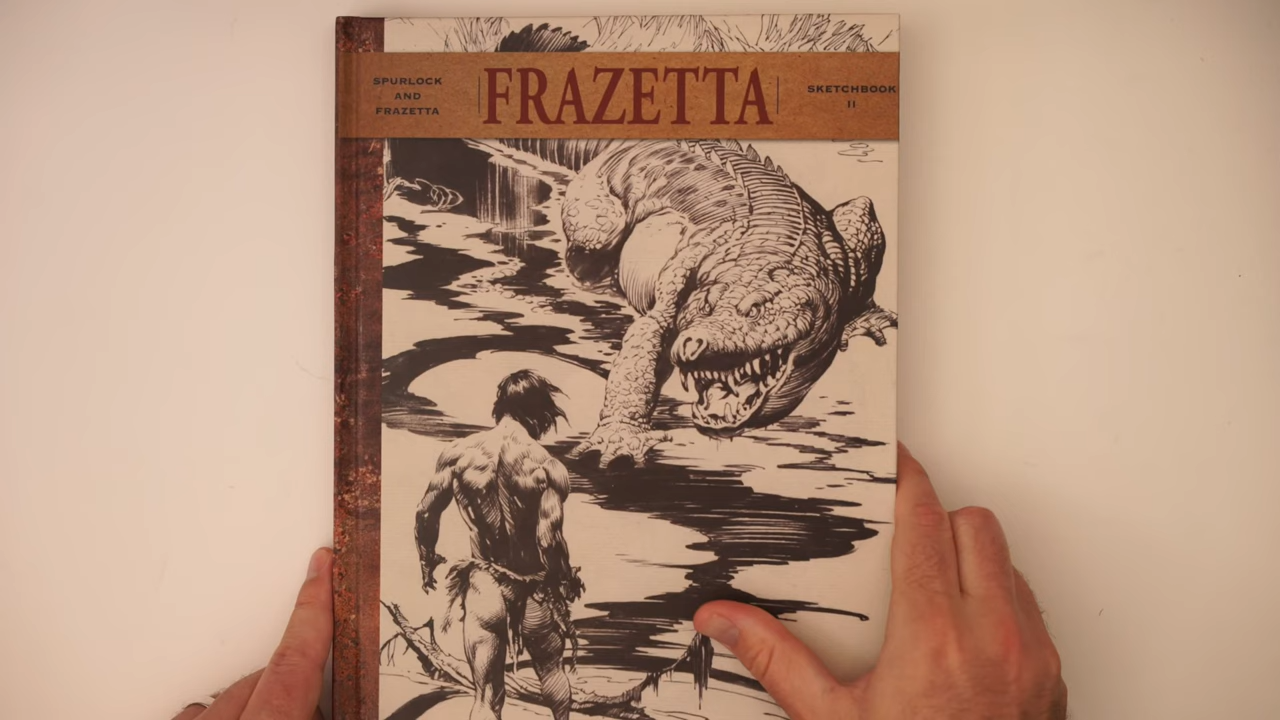 SPURLOCK
AND
FRAZETTA
FRAZETTA
SKETCHBOOK
II